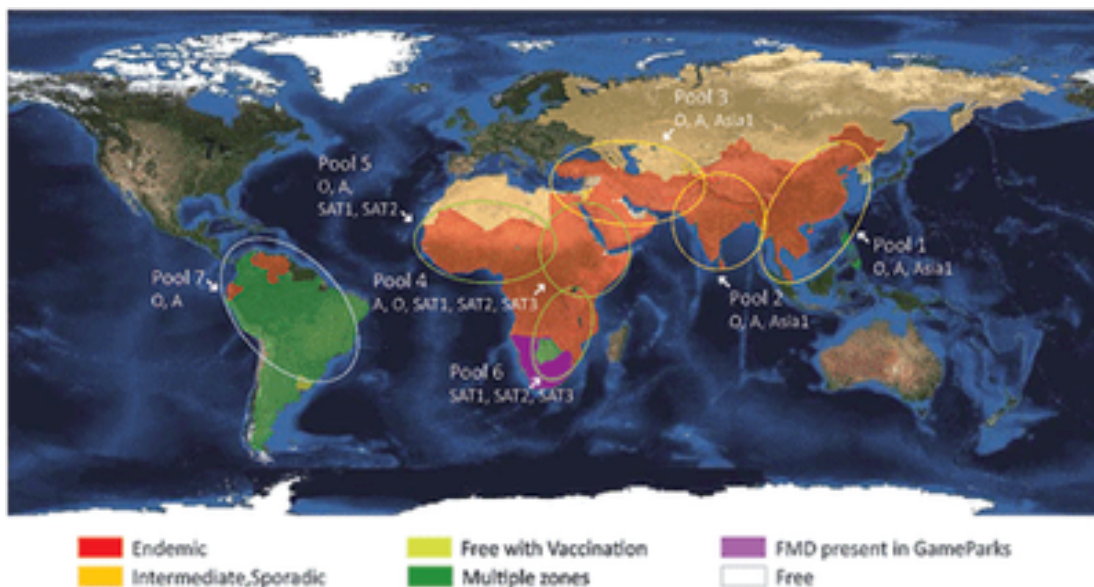 Pool 3
O, A, Asia1
Pool 5
O, A,
SAT1, SAT2
Pool 1
O, A, Asia1
Pool 7
O, A
Pool 4
A, O, SAT1, SAT2, SAT3
Pool 2
O, A, Asia1
Pool 6
SAT1, SAT2, SAT3
Endemic
Free with Vaccination
FMD present in GameParks
Intermediate,Sporadic
Multiple zones
Free